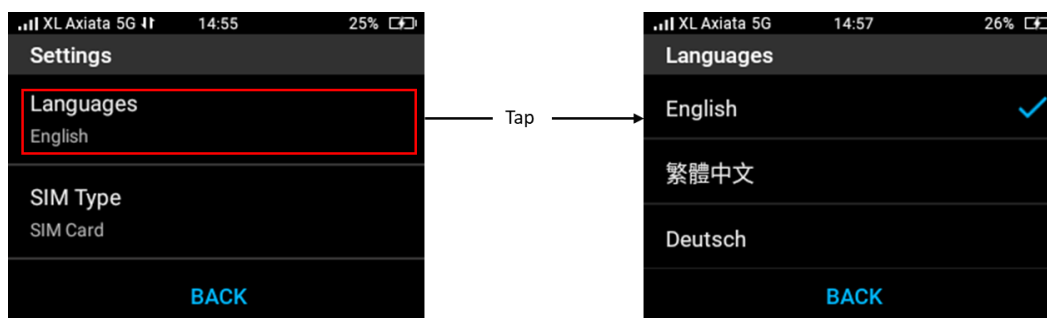 XL Axiata 5G 14:55 25%
Settings
Languages
English
SIM Type
SIM Card
BACK
Tap
XL Axiata 5G 14:57 26%
Languages
English
繁體中文
Deutsch
BACK